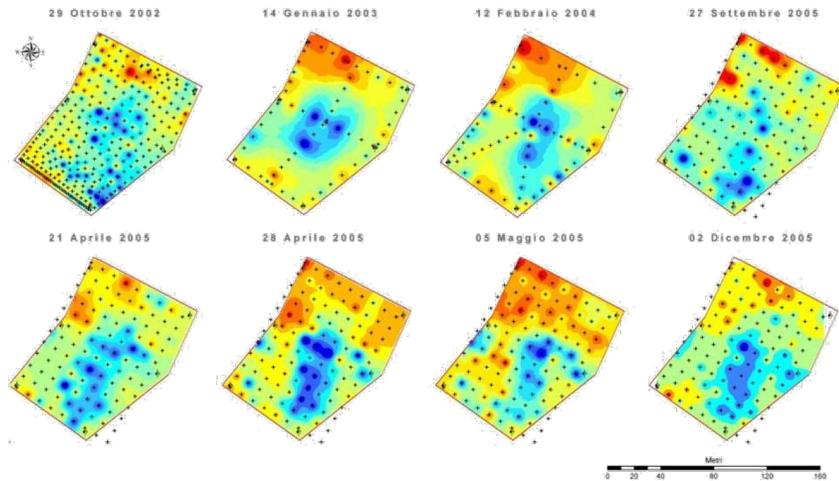 29 Ottobre 2002
14 Gennaio 2003
12 Febbraio 2004
27 Settembre 2005
N
W
E
S
21 Aprile 2005
28 Aprile 2005
05 Maggio 2005
02 Dicembre 2005
Metri
0 20 40 80 120 160